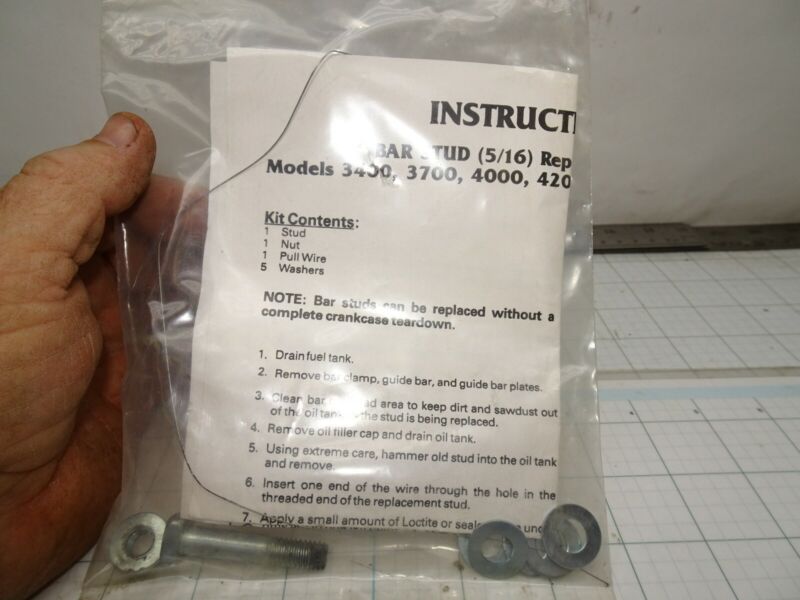 INSTRUCTI
BAR STUD (5/16) Rep
Models 3400, 3700, 4000, 420
Kit Contents:
1 Stud
1 Nut
1 Pull Wire
5 Washers
NOTE: Bar studs can be replaced without a
complete crankcase teardown.
1. Drain fuel tank.
2. Remove bar clamp, guide bar, and guide bar plates.
3. Clean bar ad area to keep dirt and sawdust out
of the oil tank the stud is being replaced.
4. Remove oil filler cap and drain oil tank.
5. Using extreme care, hammer old stud into the oil tank
and remove.
6. Insert one end of the wire through the hole in the
threaded end of the replacement stud.
7. Apply a small amount of Loctite or seal